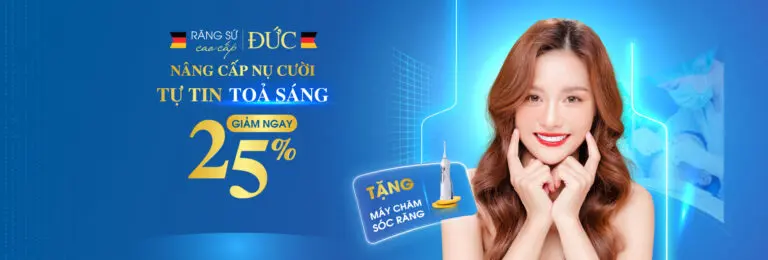 RĂNG SỨ
cao cấp
ĐỨC
NÂNG CẤP NỤ CƯỜI
TỰ TIN TOẢ SÁNG
GIẢM NGAY
25%
TẶNG
MÁY CHĂM
SÓC RĂNG